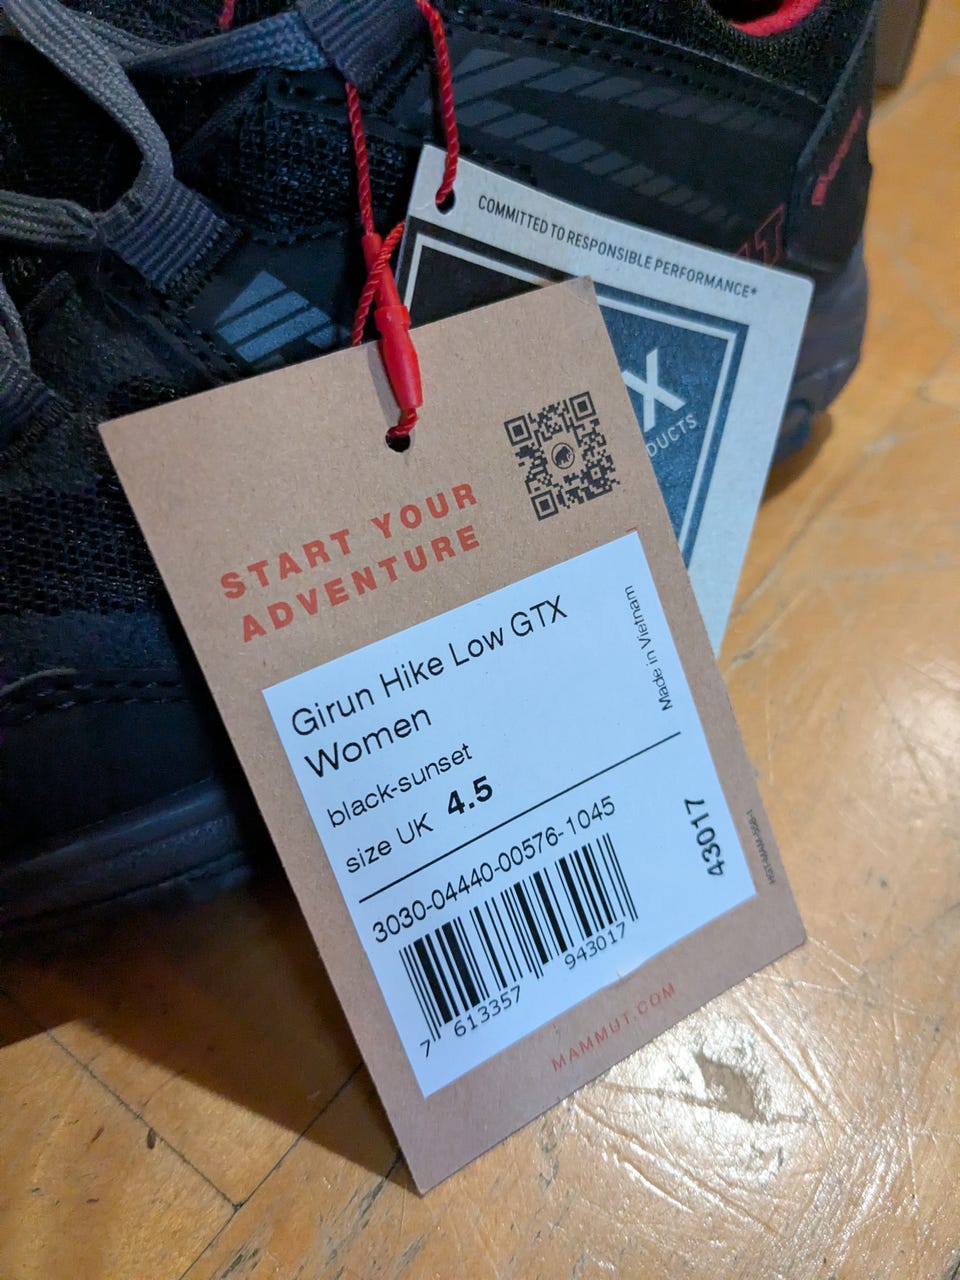 COMMITTED TO RESPONSIBLE PERFORMANCE*
X
DUCTS
START YOUR
ADVENTURE
Girun Hike Low GTX
Women
black-sunset
size UK 4.5
Made in Vietnam
3030-04440-00576-1045
43017
7 613357 943017
MAMMUT.COM